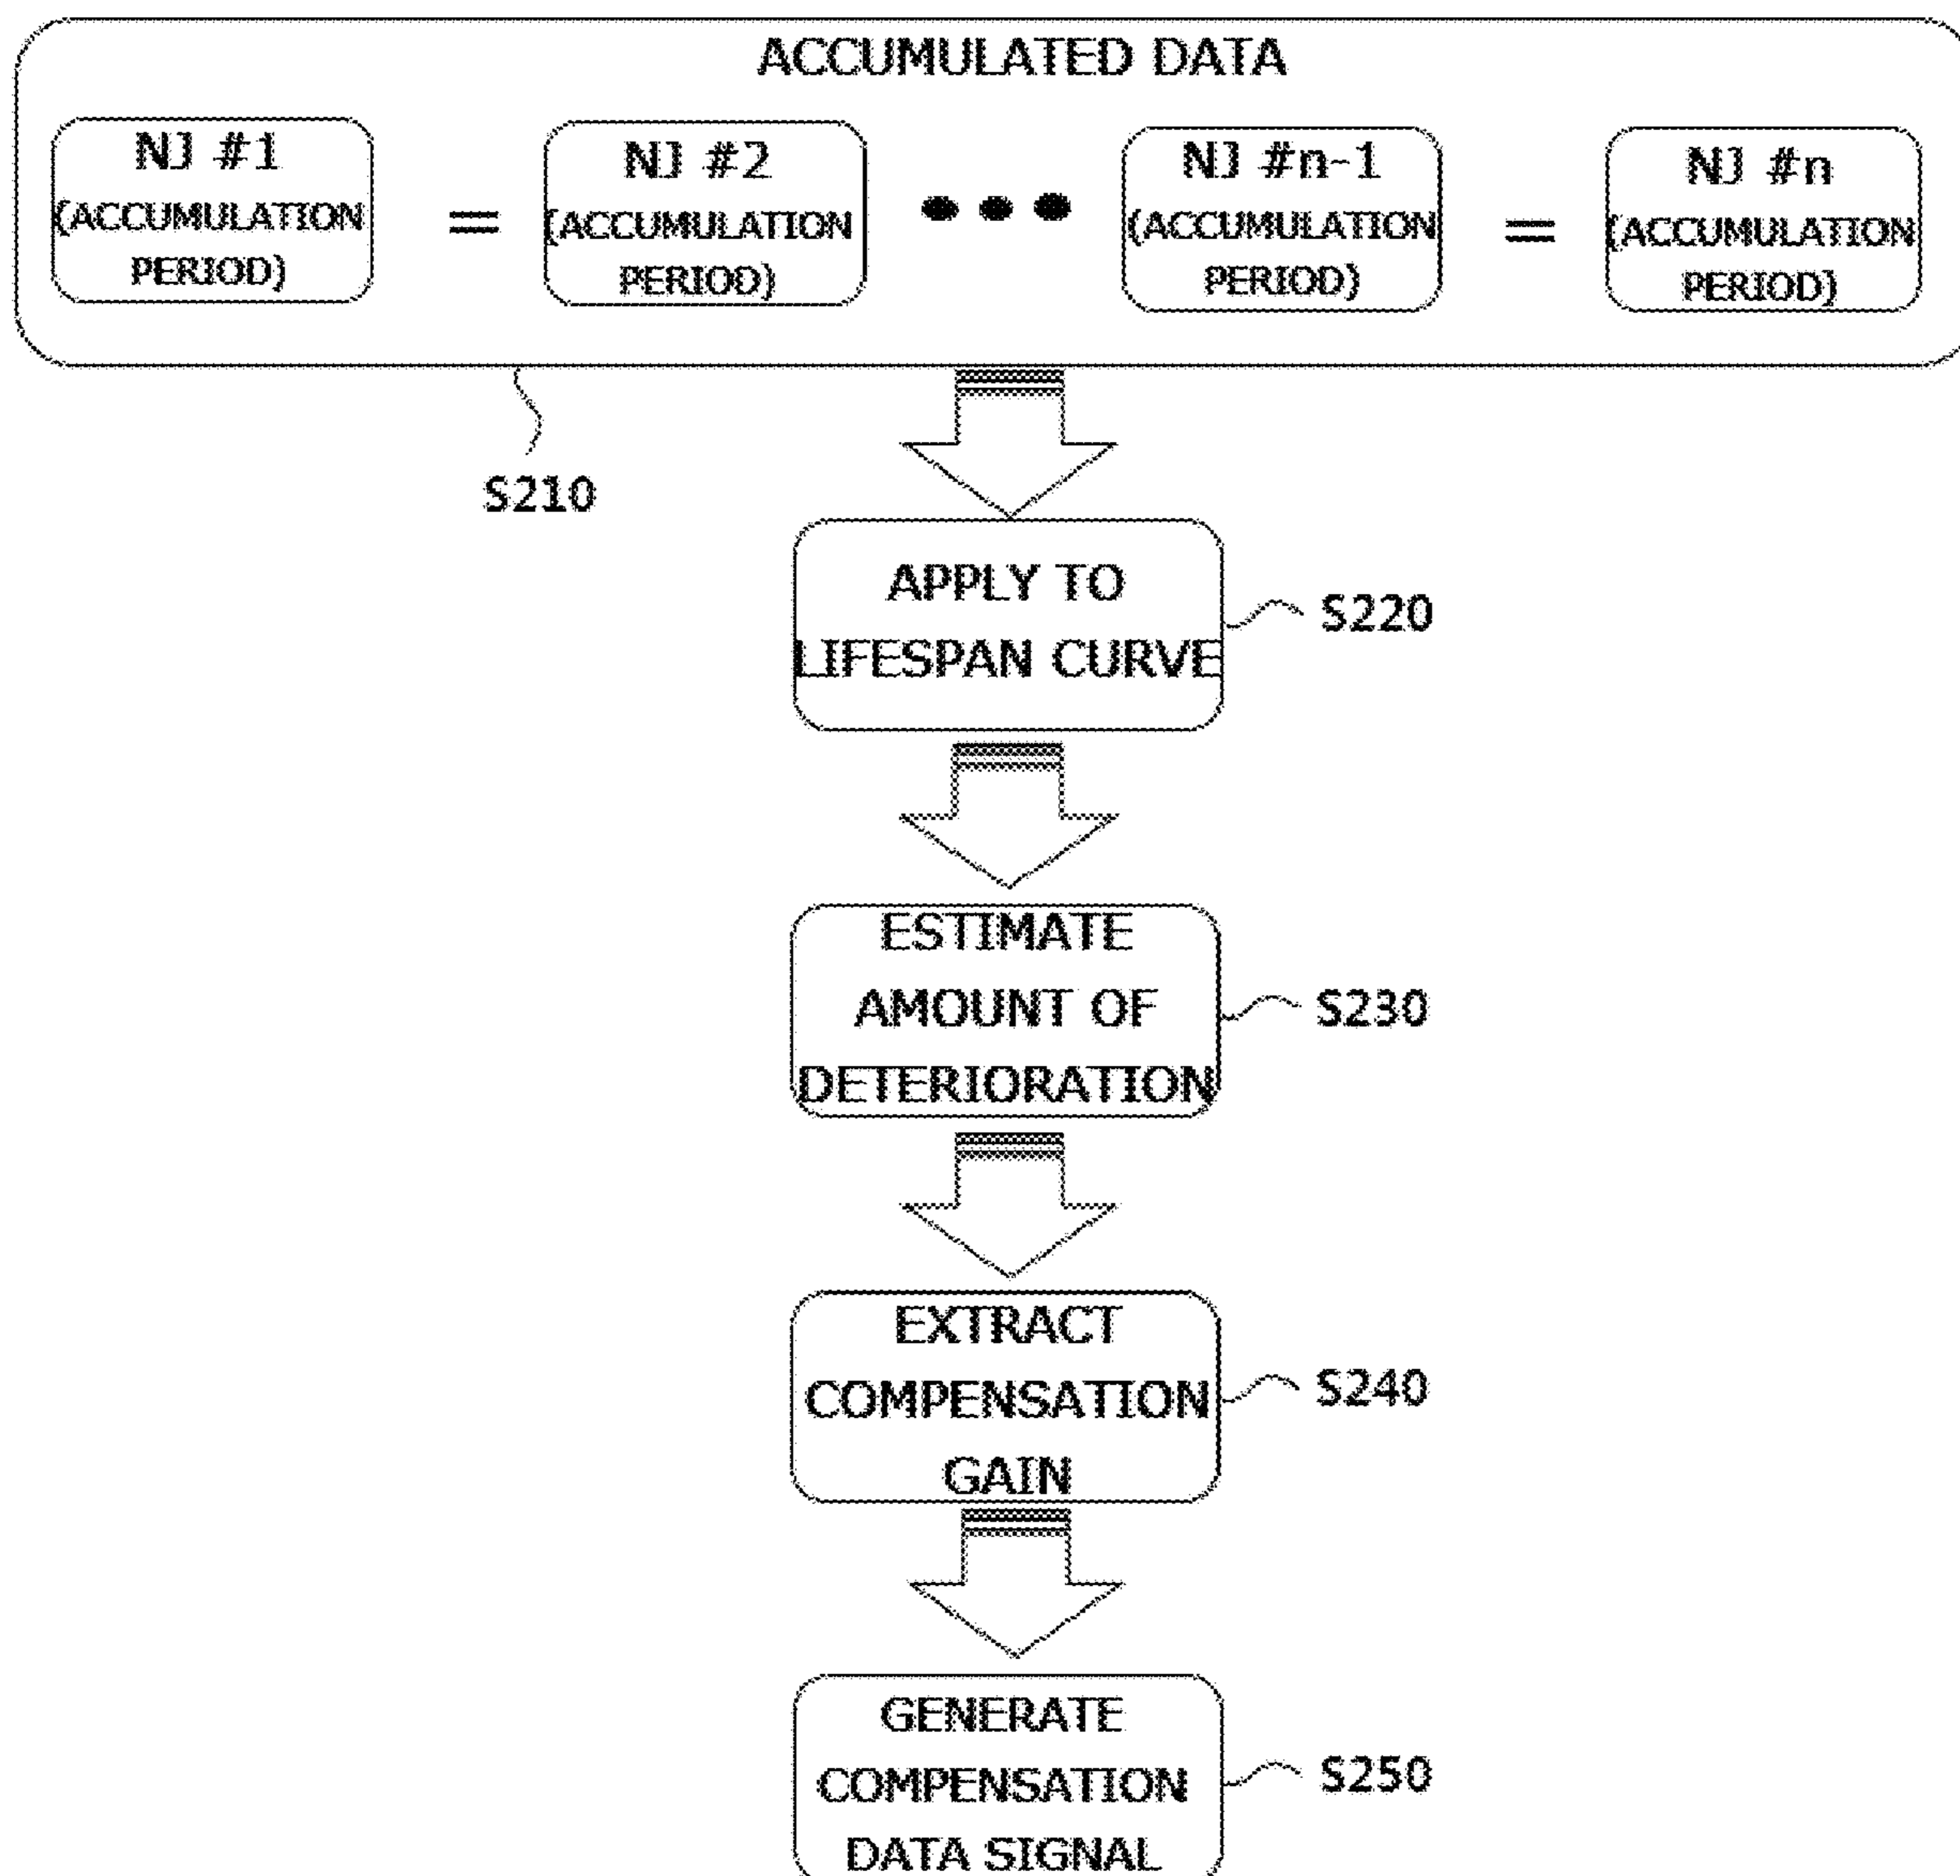 ACCUMULATED DATA
NJ #1
(ACCUMULATION
PERIOD)
=
NJ #2
(ACCUMULATION
PERIOD)
•••
NJ #n-1
(ACCUMULATION
PERIOD)
=
NJ #n
(ACCUMULATION
PERIOD)
S210
APPLY TO
LIFESPAN CURVE
S220
ESTIMATE
AMOUNT OF
DETERIORATION
S230
EXTRACT
COMPENSATION
GAIN
S240
GENERATE
COMPENSATION
DATA SIGNAL
S250